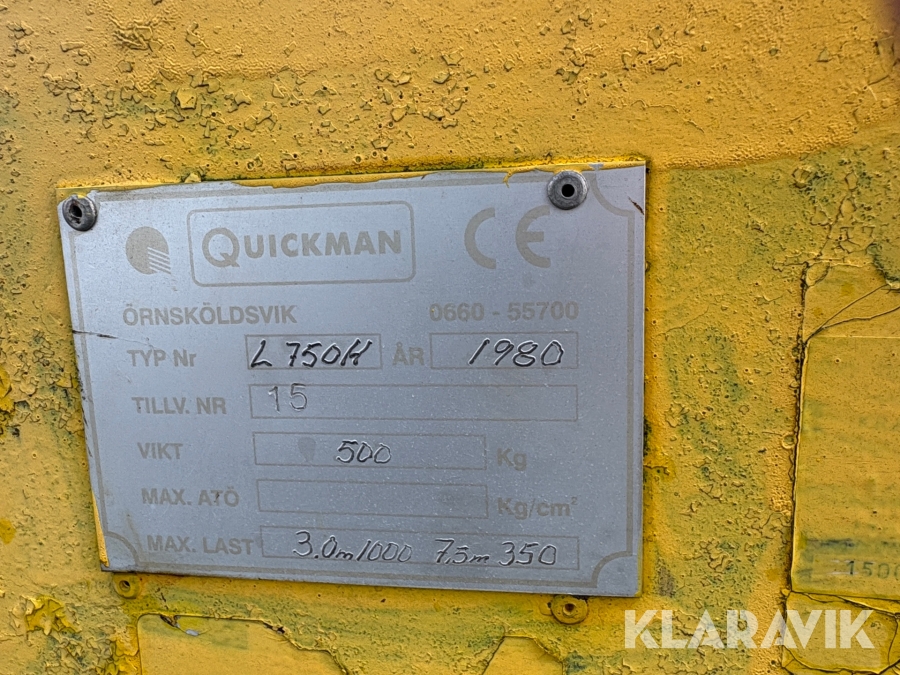 QUICKMAN CE
ÖRNSKÖLDSVIK 0660 - 55700
TYP Nr L 750H ÅR 1980
TILLV. NR 15
VIKT 500 Kg
MAX. ATÖ Kg/cm²
MAX. LAST 3.0m/1000 7,5m 350
KLARAVIK